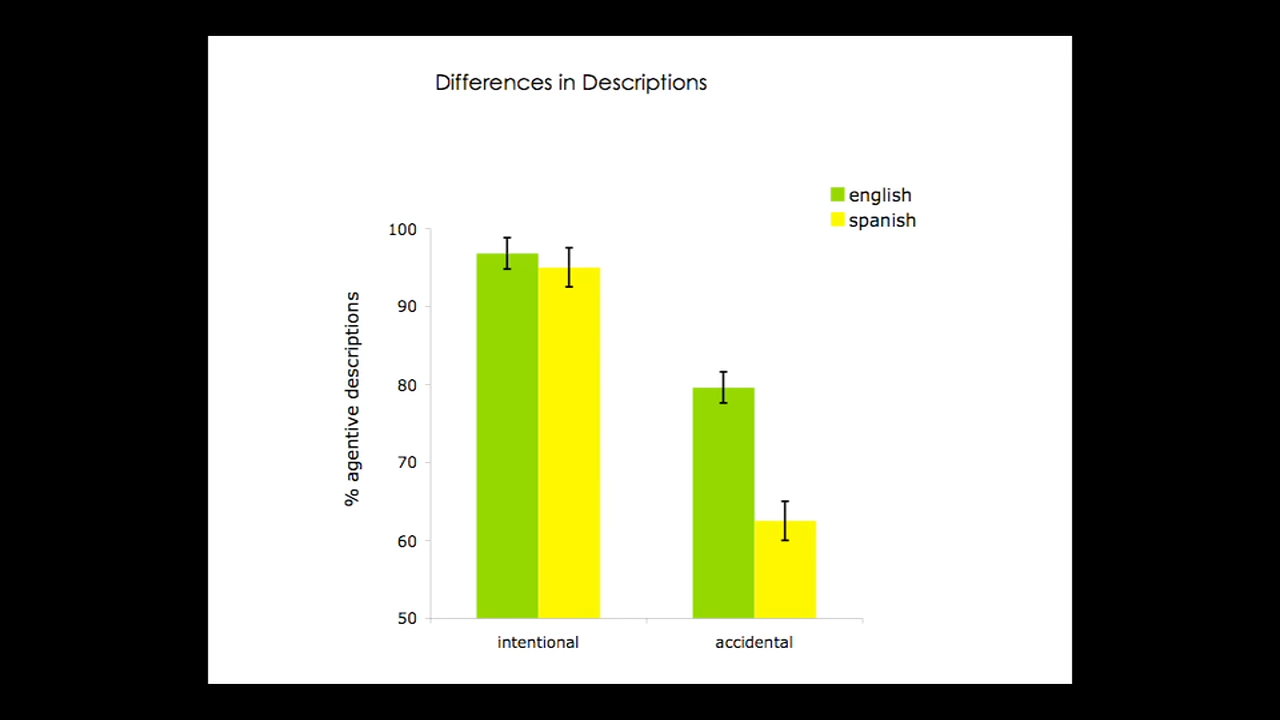 Differences in Descriptions
english
spanish
% agentive descriptions
100
90
80
70
60
50
intentional
accidental